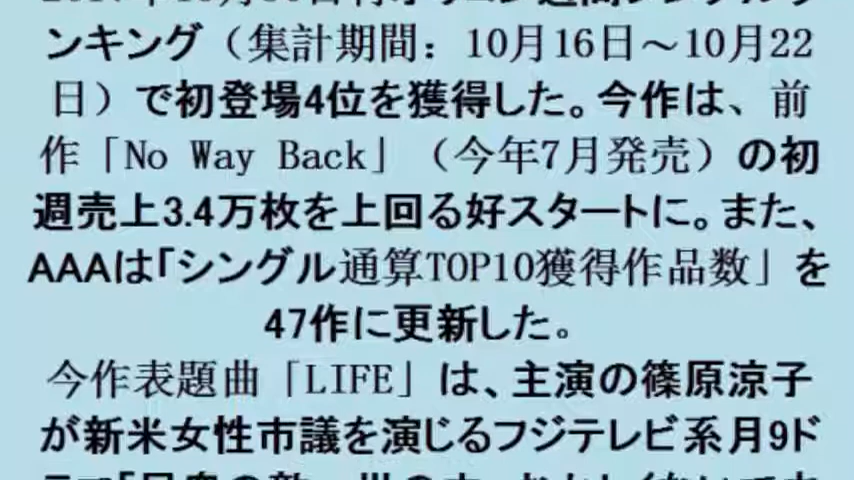 ンキング（集計期間：10月16日～10月22
日）で初登場4位を獲得した。今作は、前
作「No Way Back」（今年7月発売）の初
週売上3.4万枚を上回る好スタートに。また、
AAAは「シングル通算TOP10獲得作品数」を
47作に更新した。
今作表題曲「LIFE」は、主演の篠原涼子
が新米女性市議を演じるフジテレビ系月9ド